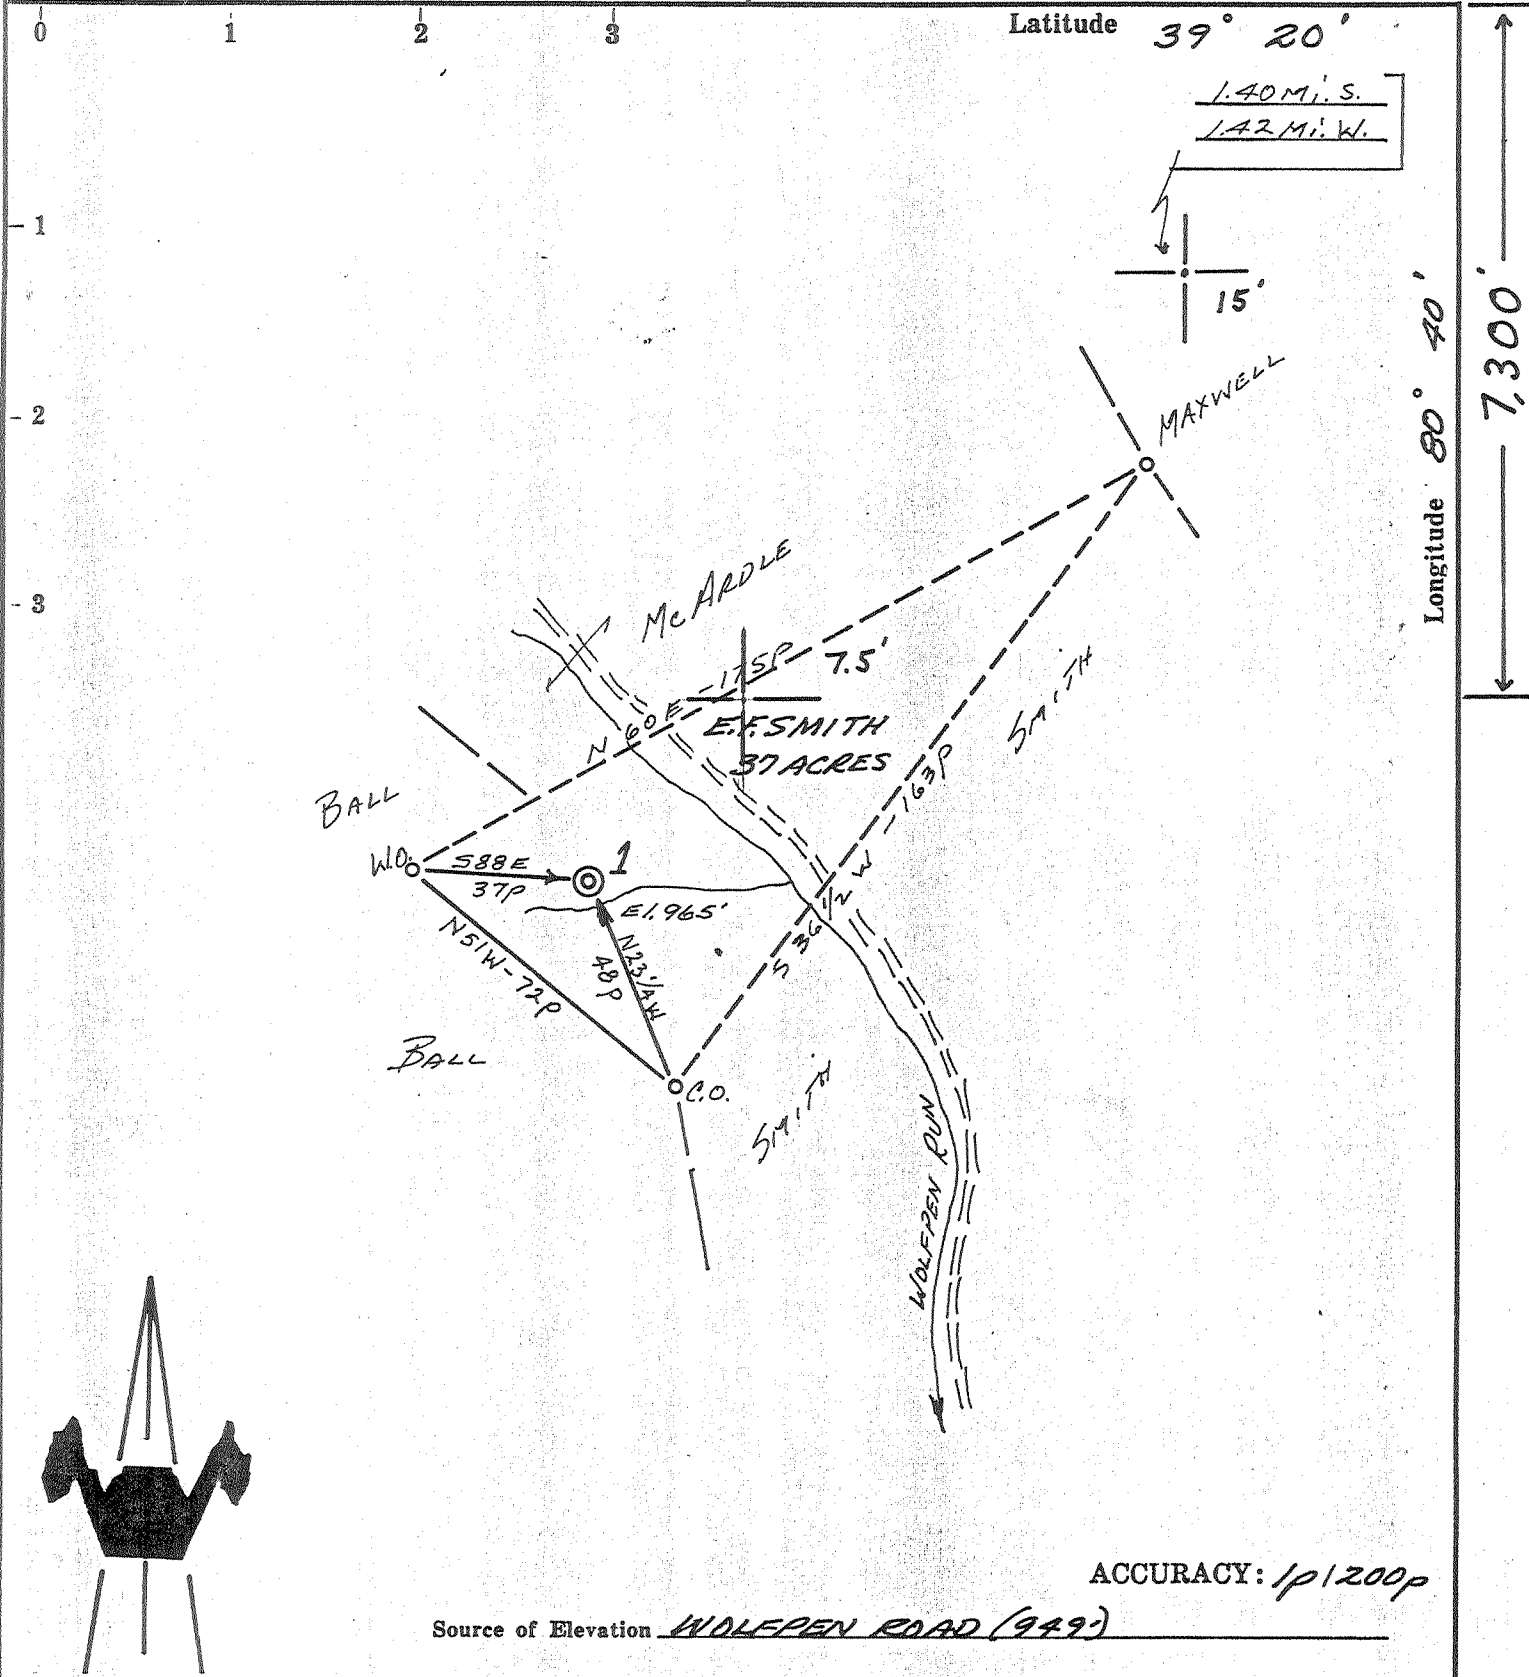 0 1 2 3
Latitude 39° 20'
1.40 Mi. S.
1.42 Mi. W.
- 1
15'
Longitude 80° 40'
7,300'
- 2
MAXWELL
- 3
McARDLE
N 60 E - 175P
7.5'
SMITH
E.F. SMITH
37 ACRES
S 36 1/2 W - 163P
BALL
W.O.
S88E
37P
1
El. 965'
N23 1/4 W
48P
N51W - 72P
BALL
C.O.
SMITH
WOLFPEN RUN
ACCURACY: 1p/200p
Source of Elevation WOLFPEN ROAD (949')